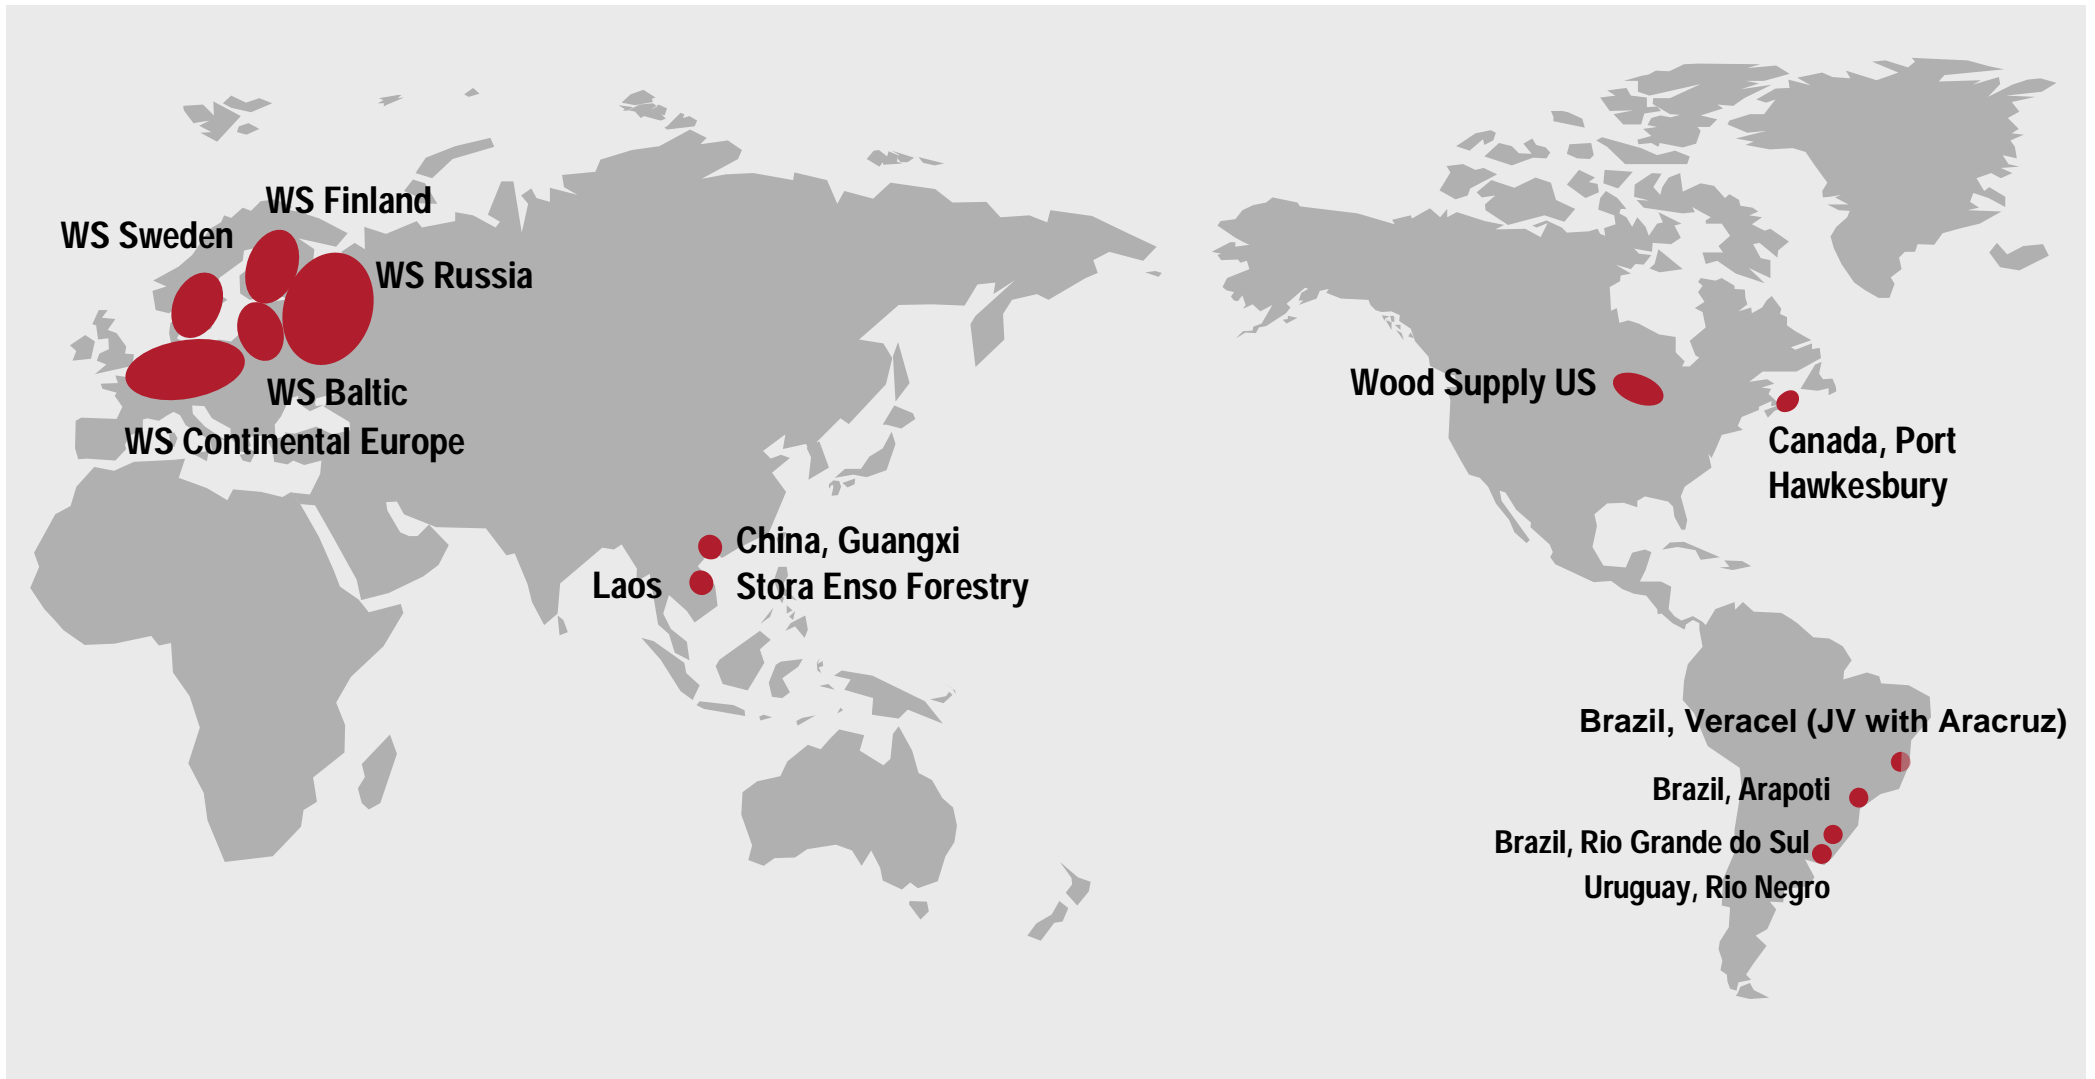 WS Finland
WS Sweden
WS Russia
WS Baltic
WS Continental Europe
China, Guangxi
Stora Enso Forestry
Laos
Wood Supply US
Canada, Port
Hawkesbury
Brazil, Veracel (JV with Aracruz)
Brazil, Arapoti
Brazil, Rio Grande do Sul
Uruguay, Rio Negro